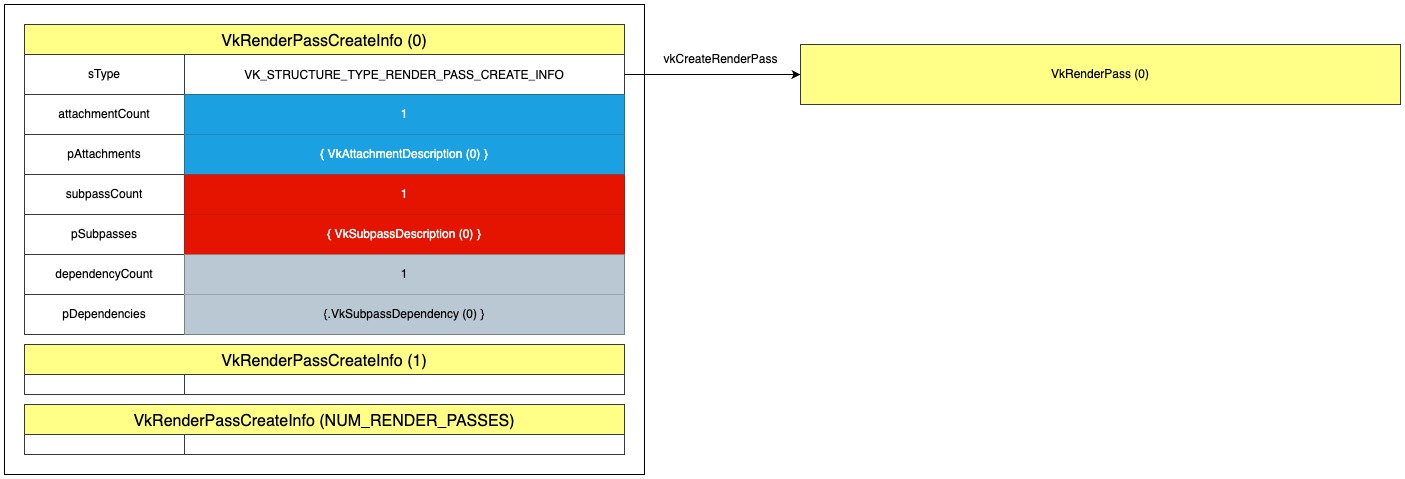 VkRenderPassCreateInfo (0)
sType
VK_STRUCTURE_TYPE_RENDER_PASS_CREATE_INFO
attachmentCount
1
pAttachments
{ VkAttachmentDescription (0) }
subpassCount
1
pSubpasses
{ VkSubpassDescription (0) }
dependencyCount
1
pDependencies
{.VkSubpassDependency (0) }
VkRenderPassCreateInfo (1)
VkRenderPassCreateInfo (NUM_RENDER_PASSES)
vkCreateRenderPass
VkRenderPass (0)